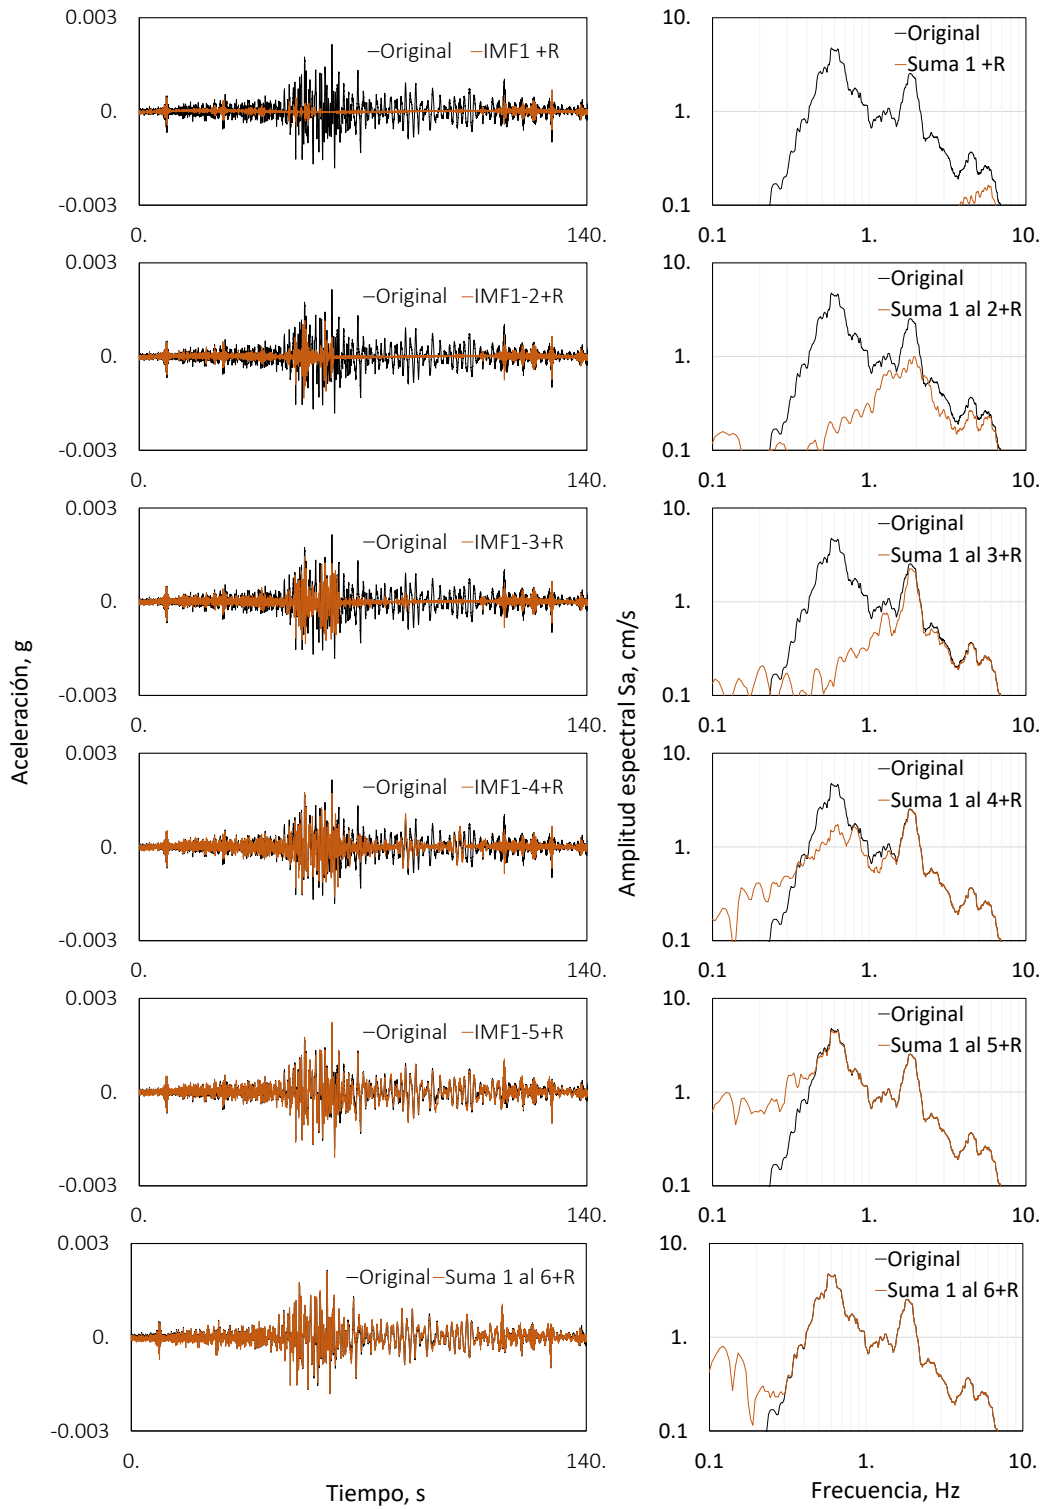 0.003
0.
-0.003
0.
140.
Original
IMF1 +R
10.
1.
0.1
0.1
1.
10.
Original
Suma 1 +R
0.003
0.
-0.003
0.
140.
Original
IMF1-2+R
10.
1.
0.1
0.1
1.
10.
Original
Suma 1 al 2+R
0.003
0.
-0.003
0.
140.
Original
IMF1-3+R
10.
1.
0.1
0.1
1.
10.
Original
Suma 1 al 3+R
Aceleración, g
Amplitud espectral Sa, cm/s
0.003
0.
-0.003
0.
140.
Original
IMF1-4+R
10.
1.
0.1
0.1
1.
10.
Original
Suma 1 al 4+R
0.003
0.
-0.003
0.
140.
Original
IMF1-5+R
10.
1.
0.1
0.1
1.
10.
Original
Suma 1 al 5+R
0.003
0.
-0.003
0.
140.
Original
Suma 1 al 6+R
10.
1.
0.1
0.1
1.
10.
Original
Suma 1 al 6+R
Tiempo, s
Frecuencia, Hz